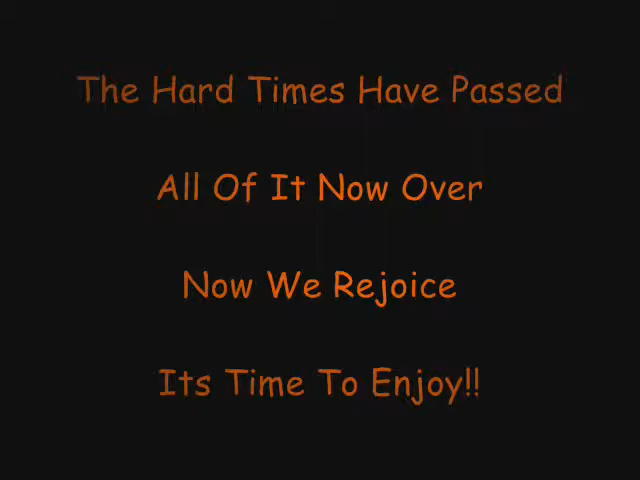 The Hard Times Have Passed
All Of It Now Over
Now We Rejoice
Its Time To Enjoy!!